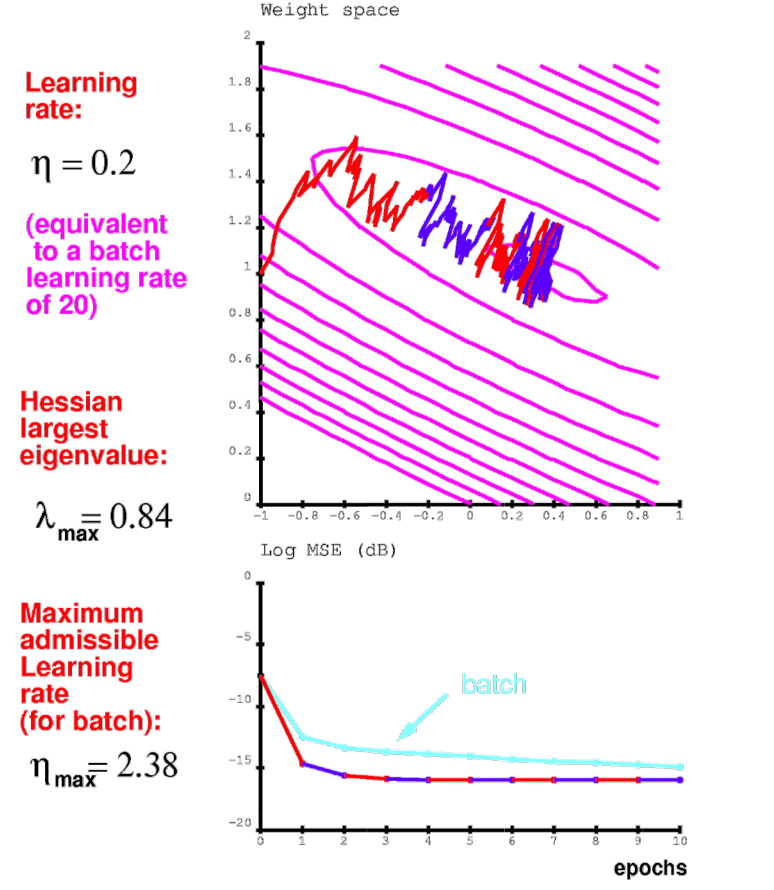 Weight space
Learning
rate:
η = 0.2
(equivalent
to a batch
learning rate
of 20)
Hessian
largest
eigenvalue:
λmax = 0.84
Maximum
admissible
Learning
rate
(for batch):
ηmax = 2.38
2
1.8
1.6
1.4
1.2
1
0.8
0.6
0.4
0.2
0
-1 -0.8 -0.6 -0.4 -0.2 0 0.2 0.4 0.6 0.8 1
Log MSE (dB)
0
-5
-10
-15
-20
batch
0 1 2 3 4 5 6 7 8 9 10
epochs